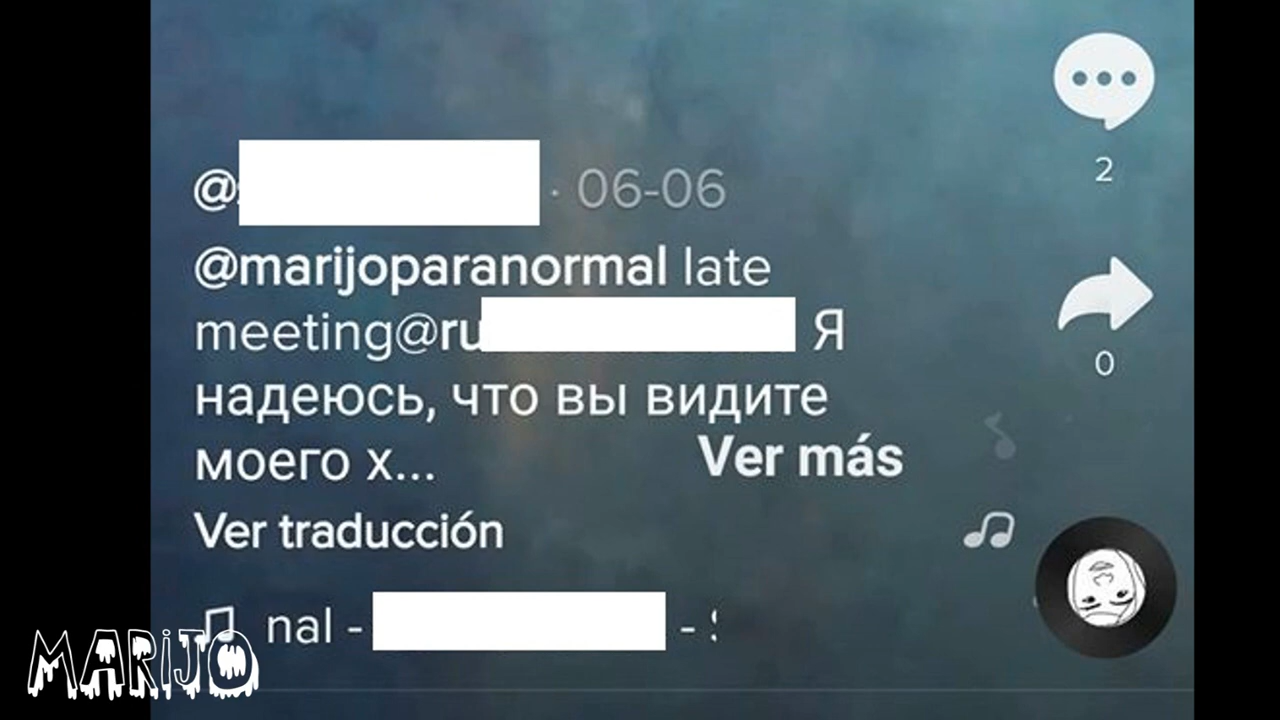 @
· 06-06
2
@marijoparanormal late
meeting@ru Я
надеюсь, что вы видите
моего х... Ver más
0
Ver traducción
nal - -
MARiJO